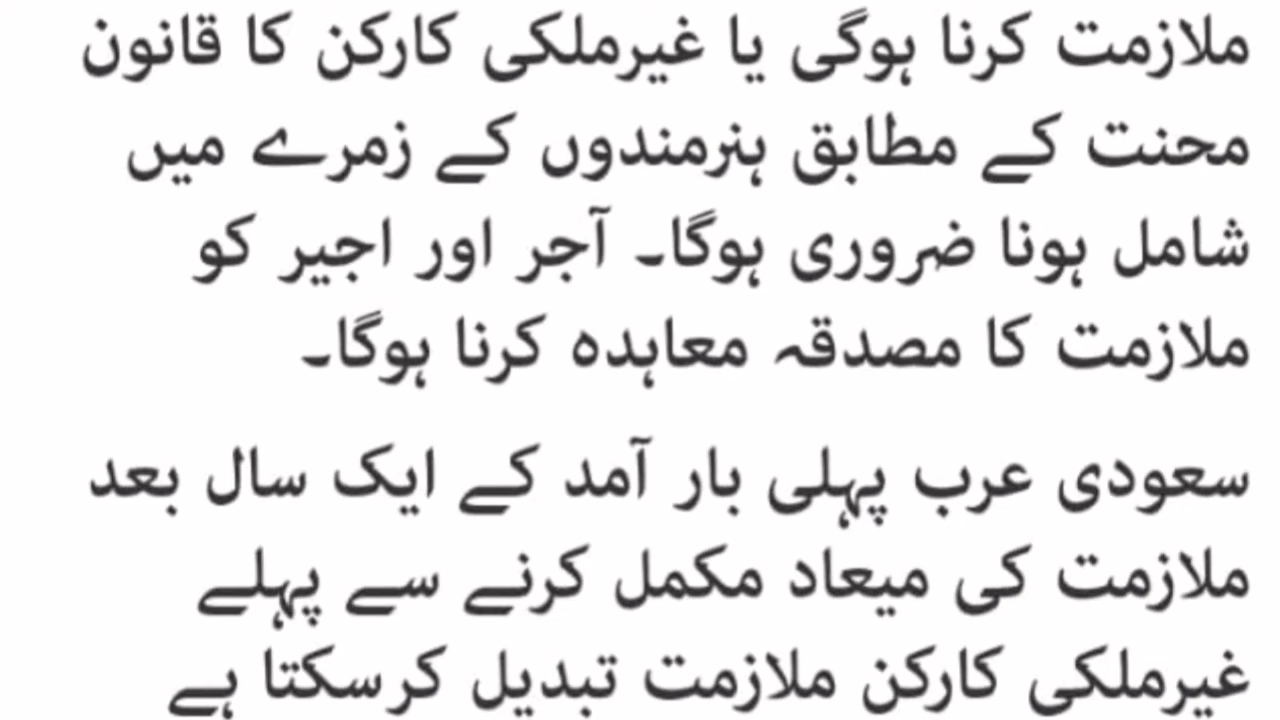 ملازمت کرنا ہوگی یا غیرملکی کارکن کا قانون
محنت کے مطابق ہنرمندوں کے زمرے میں
شامل ہونا ضروری ہوگا۔ آجر اور اجیر کو
ملازمت کا مصدقہ معاہدہ کرنا ہوگا۔
سعودی عرب پہلی بار آمد کے ایک سال بعد
ملازمت کی میعاد مکمل کرنے سے پہلے
غیرملکی کارکن ملازمت تبدیل کرسکتا ہے